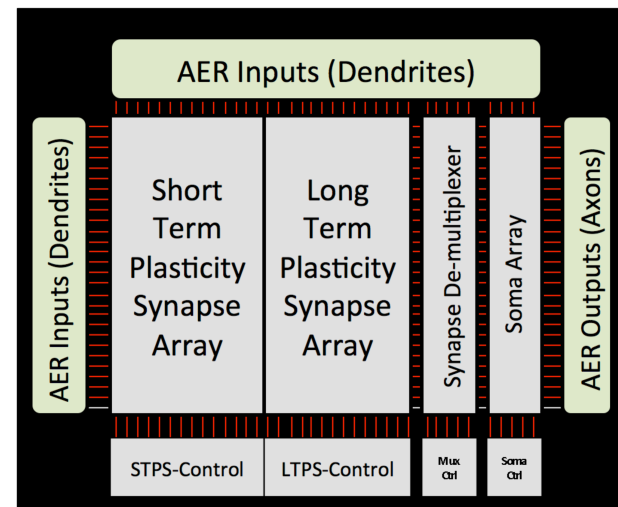 AER Inputs (Dendrites)
AER Inputs (Dendrites)
Short
Term
Plasticity
Synapse
Array
Long
Term
Plasticity
Synapse
Array
Synapse De-multiplexer
Soma Array
AER Outputs (Axons)
STPS-Control
LTPS-Control
Mux
Ctrl
Soma
Ctrl